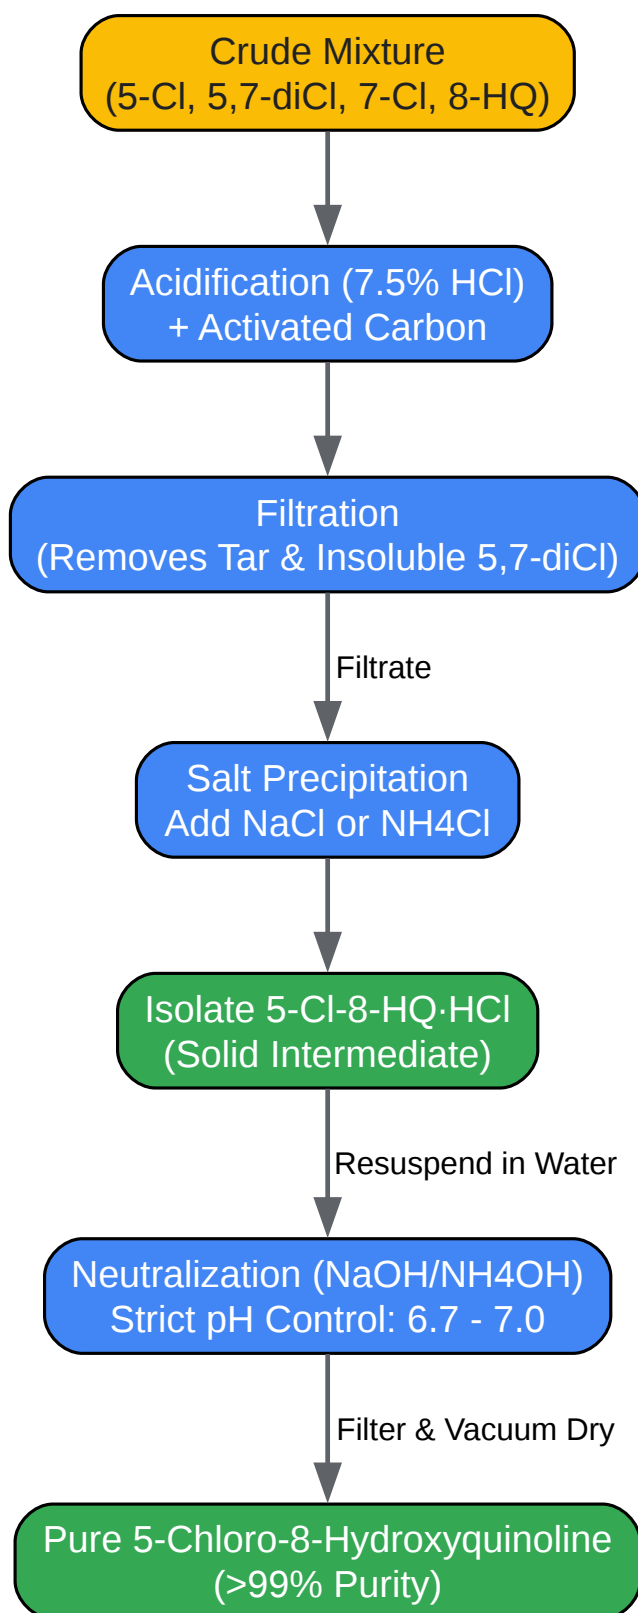 Crude Mixture
(5-Cl, 5,7-diCl, 7-Cl, 8-HQ)
Acidification (7.5% HCl)
+ Activated Carbon
Filtration
(Removes Tar & Insoluble 5,7-diCl)
Filtrate
Salt Precipitation
Add NaCl or NH4Cl
Isolate 5-Cl-8-HQ·HCl
(Solid Intermediate)
Resuspend in Water
Neutralization (NaOH/NH4OH)
Strict pH Control: 6.7 - 7.0
Filter & Vacuum Dry
Pure 5-Chloro-8-Hydroxyquinoline
(>99% Purity)